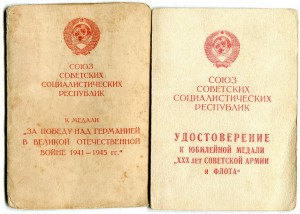 СОЮЗ
СОВЕТСКИХ
СОЦИАЛИСТИЧЕСКИХ
РЕСПУБЛИК
К МЕДАЛИ
„ЗА ПОБЕДУ НАД ГЕРМАНИЕЙ
В ВЕЛИКОЙ ОТЕЧЕСТВЕННОЙ
ВОЙНЕ 1941—1945 гг.“
СОЮЗ
СОВЕТСКИХ
СОЦИАЛИСТИЧЕСКИХ
РЕСПУБЛИК
УДОСТОВЕРЕНИЕ
К ЮБИЛЕЙНОЙ МЕДАЛИ
„XXX ЛЕТ СОВЕТСКОЙ АРМИИ
И ФЛОТА“